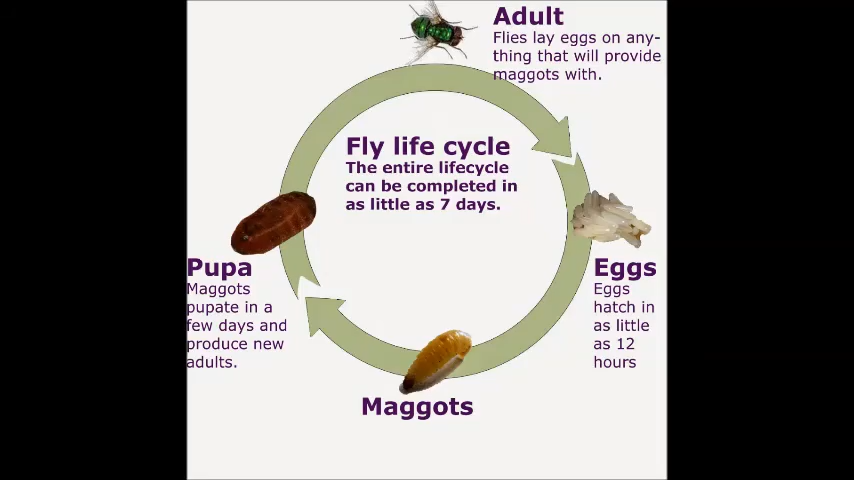 Adult
Flies lay eggs on any-
thing that will provide
maggots with.
Fly life cycle
The entire lifecycle
can be completed in
as little as 7 days.
Eggs
Eggs
hatch in
as little
as 12
hours
Pupa
Maggots
pupate in a
few days and
produce new
adults.
Maggots